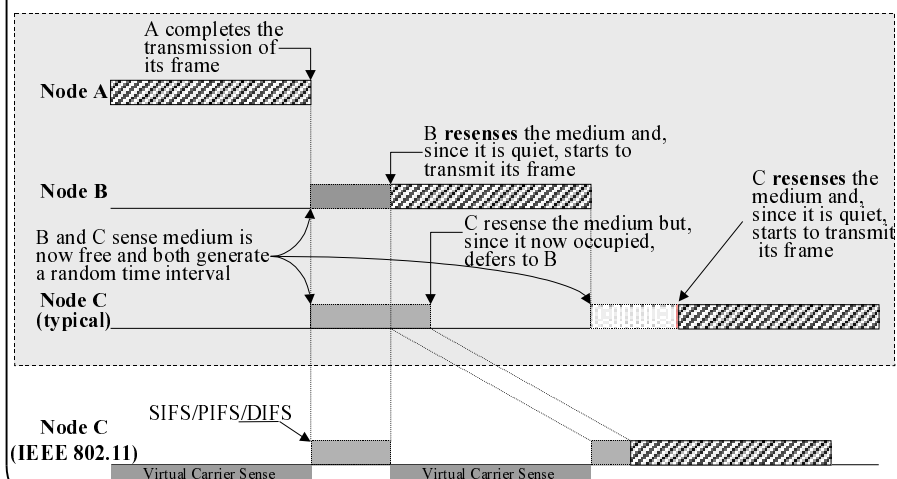 A completes the
transmission of
its frame
Node A
B resenses the medium and,
since it is quiet, starts to
transmit its frame
Node B
C resenses the
medium and,
since it is quiet,
starts to transmit
its frame
C resense the medium but,
since it now occupied,
defers to B
B and C sense medium is
now free and both generate
a random time interval
Node C
(typical)
SIFS/PIFS/DIFS
Node C
(IEEE 802.11)
Virtual Carrier Sense
Virtual Carrier Sense